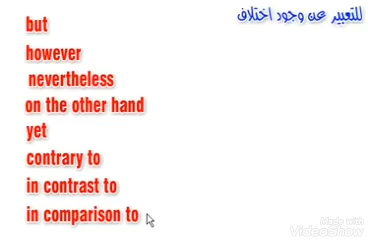 للتعبير عن وجود اختلاف
but
however
nevertheless
on the other hand
yet
contrary to
in contrast to
in comparison to
Made with
VideoShow